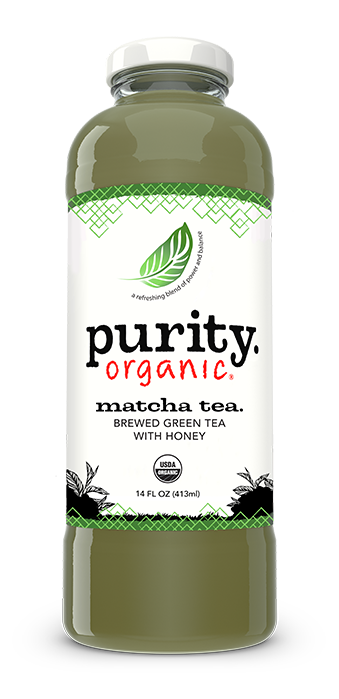 a refreshing blend of power and balance
purity.
organic®
matcha tea.
BREWED GREEN TEA
WITH HONEY
USDA
ORGANIC
14 FL OZ (413ml)